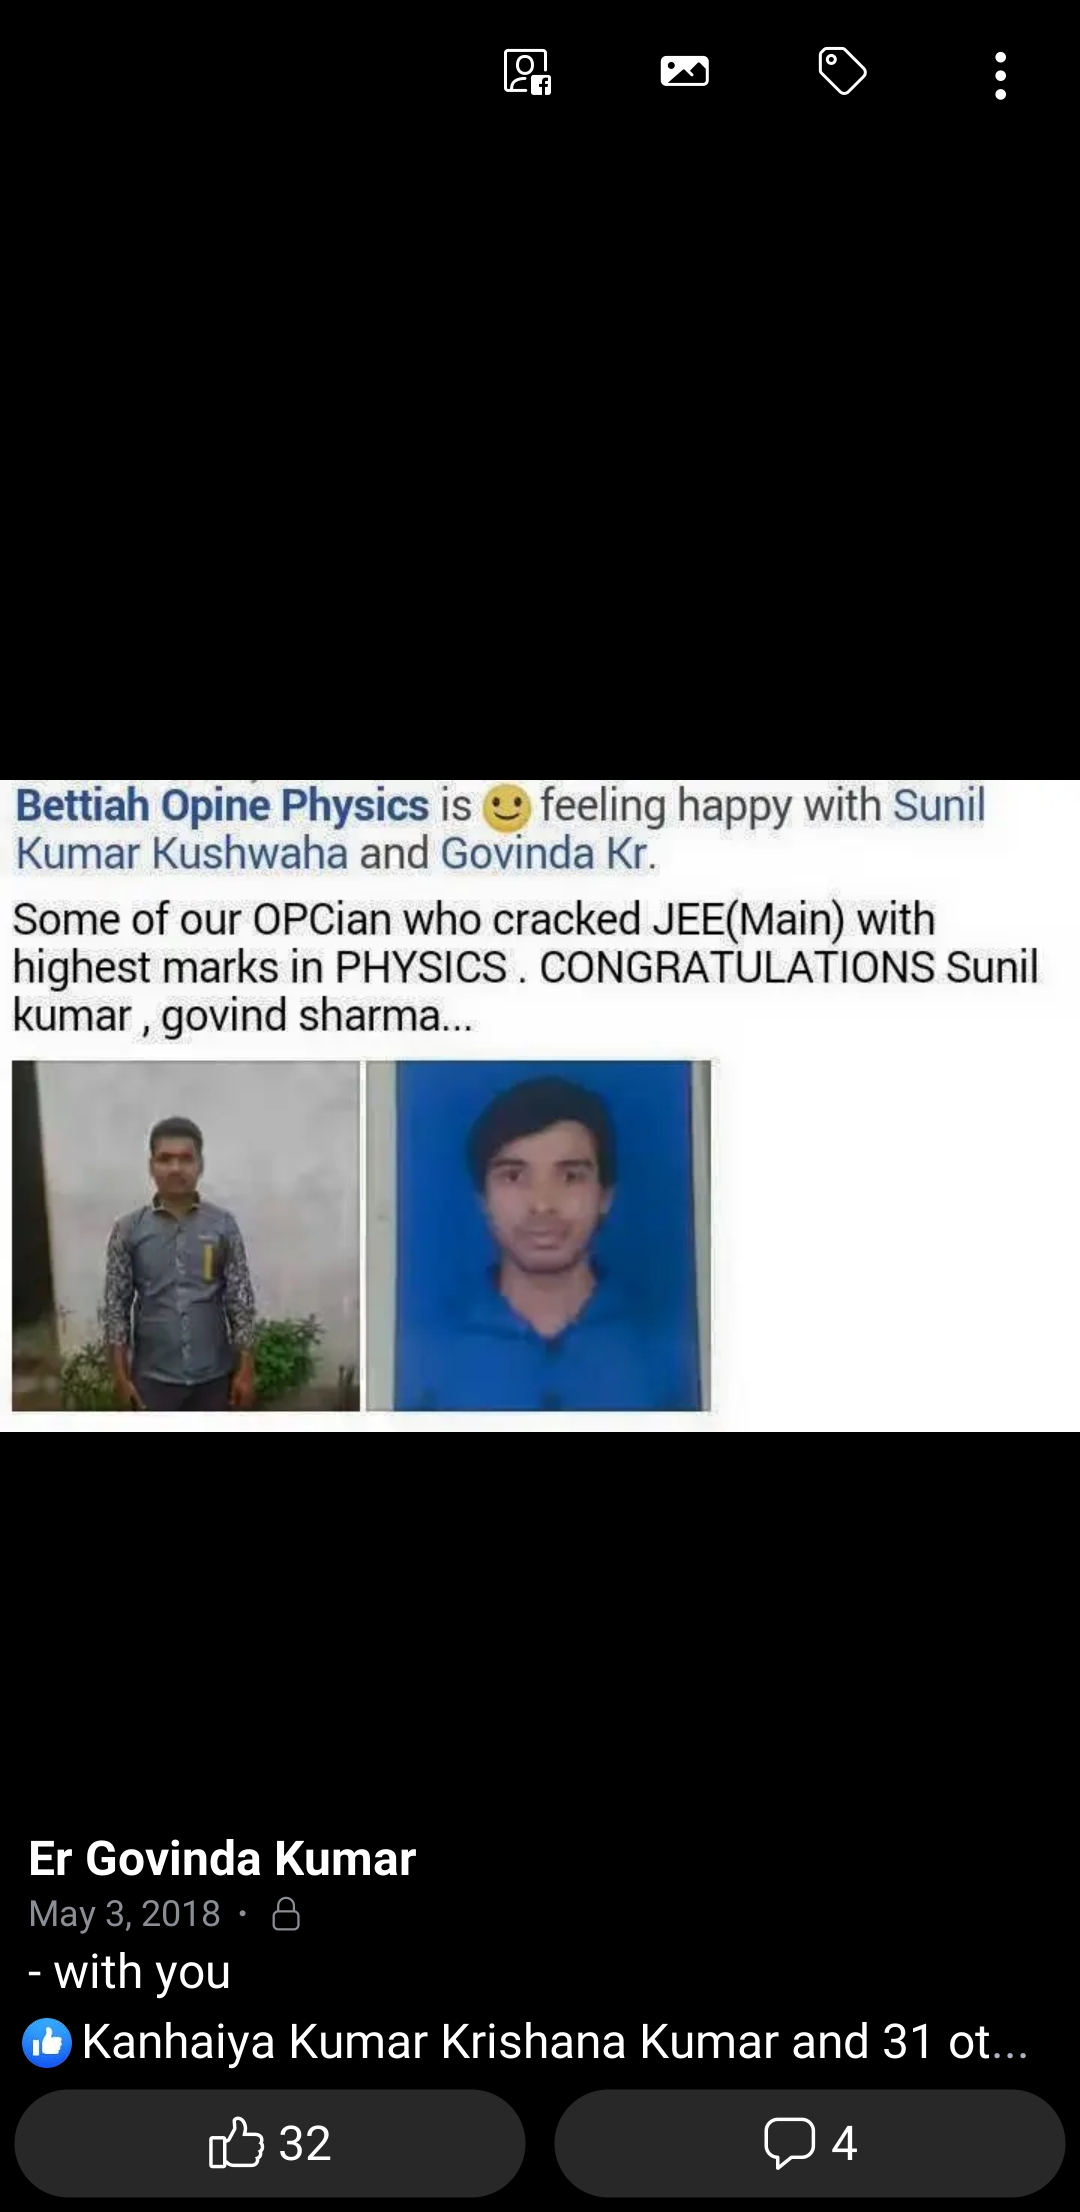 Bettiah Opine Physics is 🙂 feeling happy with Sunil
Kumar Kushwaha and Govinda Kr.
Some of our OPCian who cracked JEE(Main) with
highest marks in PHYSICS . CONGRATULATIONS Sunil
kumar , govind sharma...
Er Govinda Kumar
May 3, 2018 ·
- with you
Kanhaiya Kumar Krishana Kumar and 31 ot...
32
4